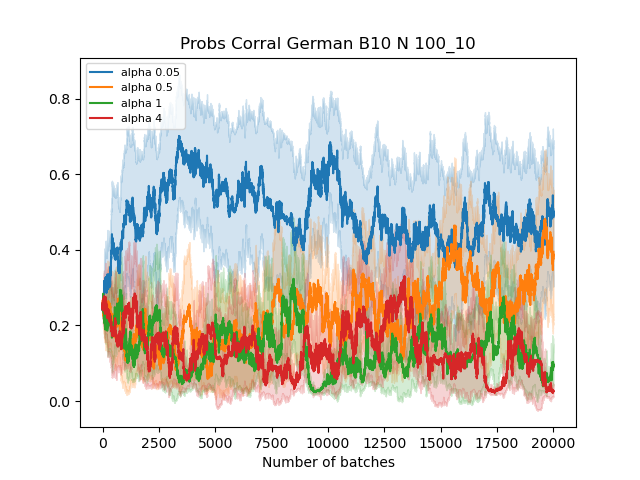 Probs Corral German B10 N 100_10
alpha 0.05
alpha 0.5
alpha 1
alpha 4
0.8
0.6
0.4
0.2
0.0
0 2500 5000 7500 10000 12500 15000 17500 20000
Number of batches